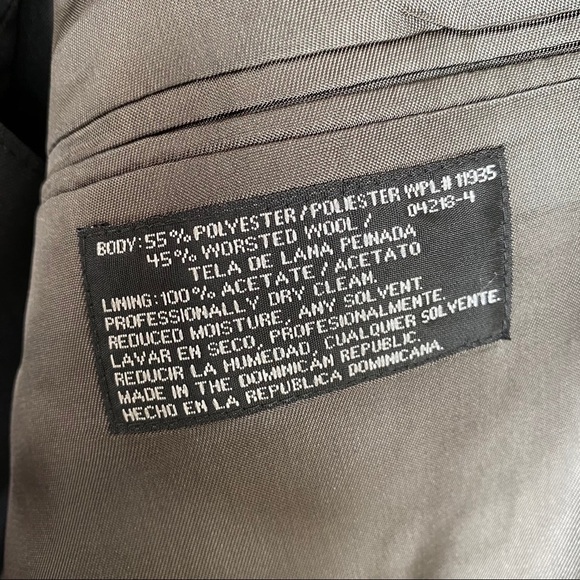 BODY: 55% POLYESTER / POLIESTER WPL# 11935
45% WORSTED WOOL / 04218-4
TELA DE LANA PEINADA
LINING: 100% ACETATE / ACETATO
PROFESSIONALLY DRY CLEAM.
REDUCED MOISTURE, ANY SOLVENT.
LAVAR EN SECO, PROFESIONALMENTE.
REDUCIR LA HUMEDAD, CUALQUIER SOLVENTE.
MADE IN THE DOMINICAN REPUBLIC.
HECHO EN LA REPUBLICA DOMINICANA.